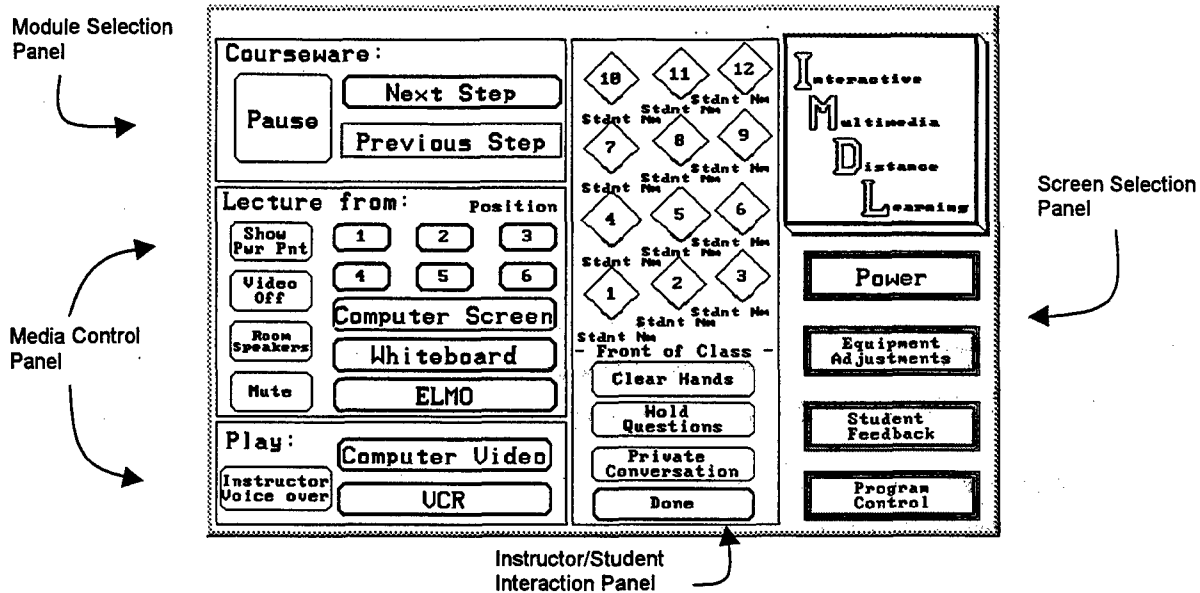 Module Selection
Panel
Courseware:
Pause
Next Step
Previous Step
Lecture from:
Position
Show
Pwr Pnt
1
2
3
Video
Off
4
5
6
Room
Speakers
Computer Screen
Whiteboard
Mute
ELMO
Play:
Computer Video
Instructor
Voice over
VCR
Media Control
Panel
10
11
12
Stdnt Nm
Stdnt Nm
Stdnt Nm
7
8
9
Stdnt Nm
Stdnt Nm
Stdnt Nm
4
5
6
Stdnt Nm
Stdnt Nm
Stdnt Nm
1
2
3
Stdnt Nm
Stdnt Nm
Stdnt Nm
- Front of Class -
Clear Hands
Hold
Questions
Private
Conversation
Done
Instructor/Student
Interaction Panel
Interactive
Multimedia
Distance
Learning
Power
Equipment
Adjustments
Student
Feedback
Program
Control
Screen Selection
Panel